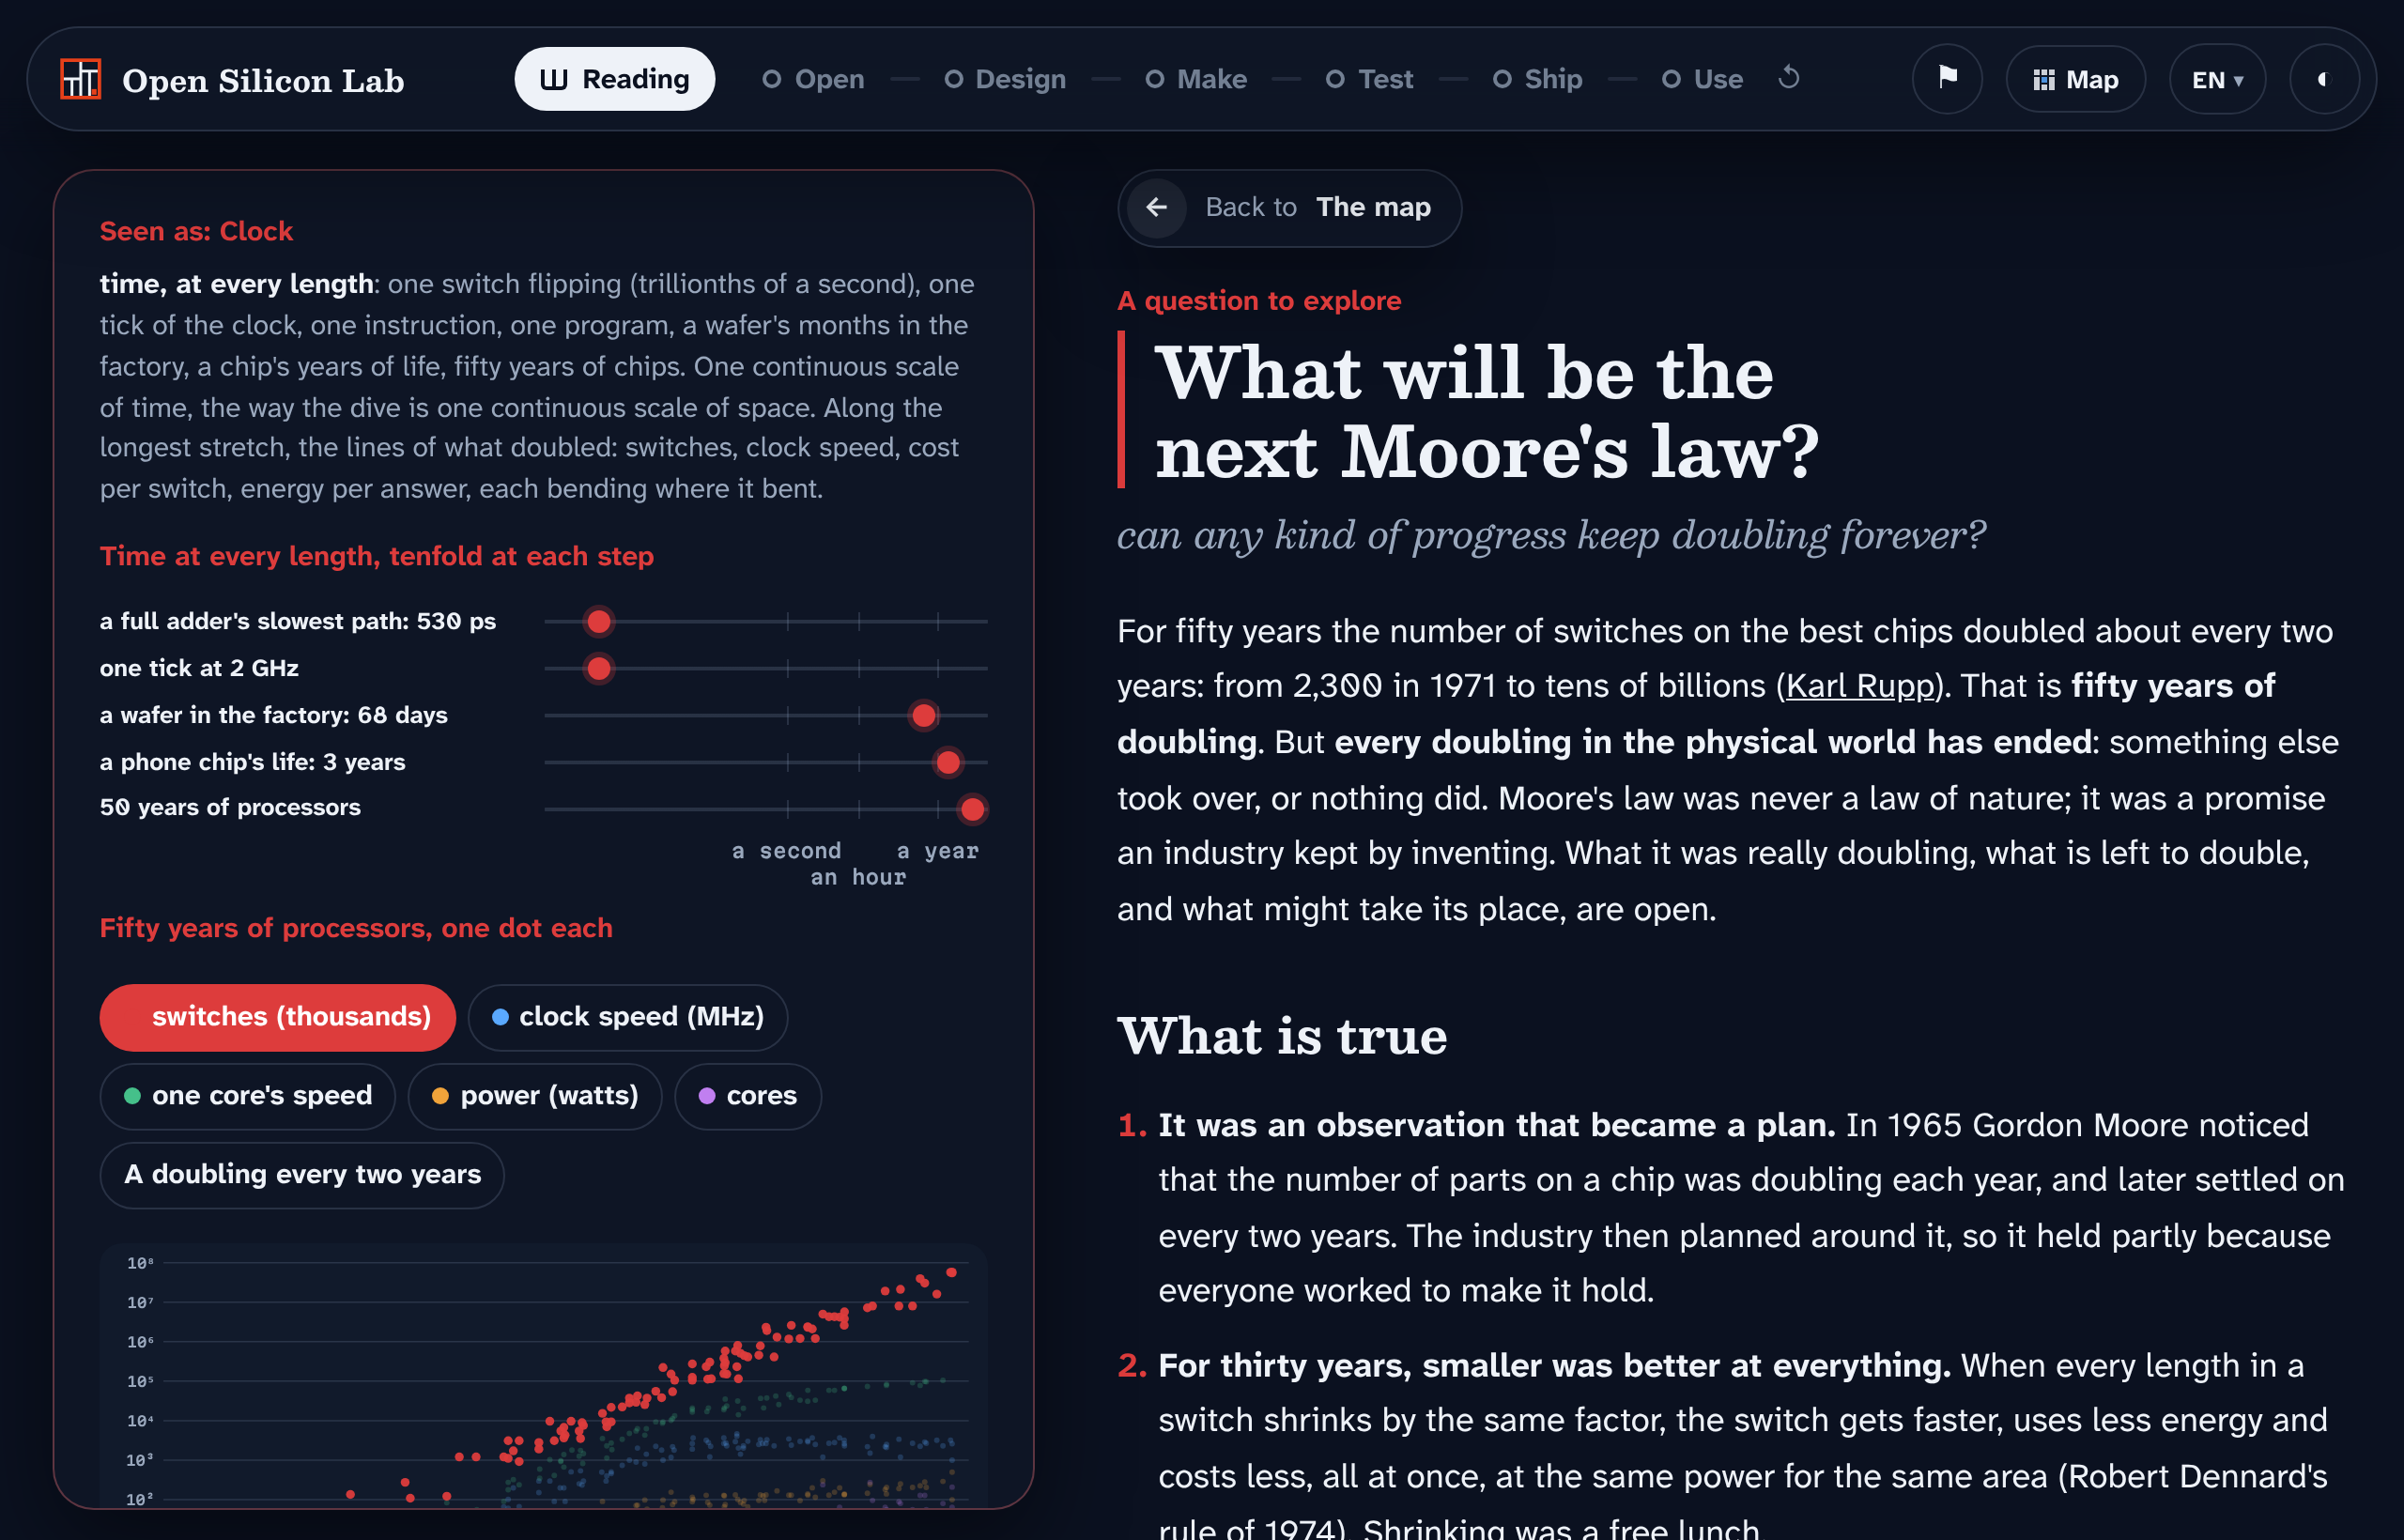 Open Silicon Lab
Reading
Open
Design
Make
Test
Ship
Use
Map
EN
Seen as: Clock
time, at every length: one switch flipping (trillionths of a second), one
tick of the clock, one instruction, one program, a wafer's months in the
factory, a chip's years of life, fifty years of chips. One continuous scale
of time, the way the dive is one continuous scale of space. Along the
longest stretch, the lines of what doubled: switches, clock speed, cost
per switch, energy per answer, each bending where it bent.
Time at every length, tenfold at each step
a full adder's slowest path: 530 ps
one tick at 2 GHz
a wafer in the factory: 68 days
a phone chip's life: 3 years
50 years of processors
a second
a year
an hour
Fifty years of processors, one dot each
switches (thousands)
clock speed (MHz)
one core's speed
power (watts)
cores
A doubling every two years
10⁸
10⁷
10⁶
10⁵
10⁴
10³
10²
Back to The map
A question to explore
What will be the
next Moore's law?
can any kind of progress keep doubling forever?
For fifty years the number of switches on the best chips doubled about every two
years: from 2,300 in 1971 to tens of billions (Karl Rupp). That is fifty years of
doubling. But every doubling in the physical world has ended: something else
took over, or nothing did. Moore's law was never a law of nature; it was a promise
an industry kept by inventing. What it was really doubling, what is left to double,
and what might take its place, are open.
What is true
1. It was an observation that became a plan. In 1965 Gordon Moore noticed
that the number of parts on a chip was doubling each year, and later settled on
every two years. The industry then planned around it, so it held partly because
everyone worked to make it hold.
2. For thirty years, smaller was better at everything. When every length in a
switch shrinks by the same factor, the switch gets faster, uses less energy and
costs less, all at once, at the same power for the same area (Robert Dennard's
rule of 1974). Shrinking was a free lunch.